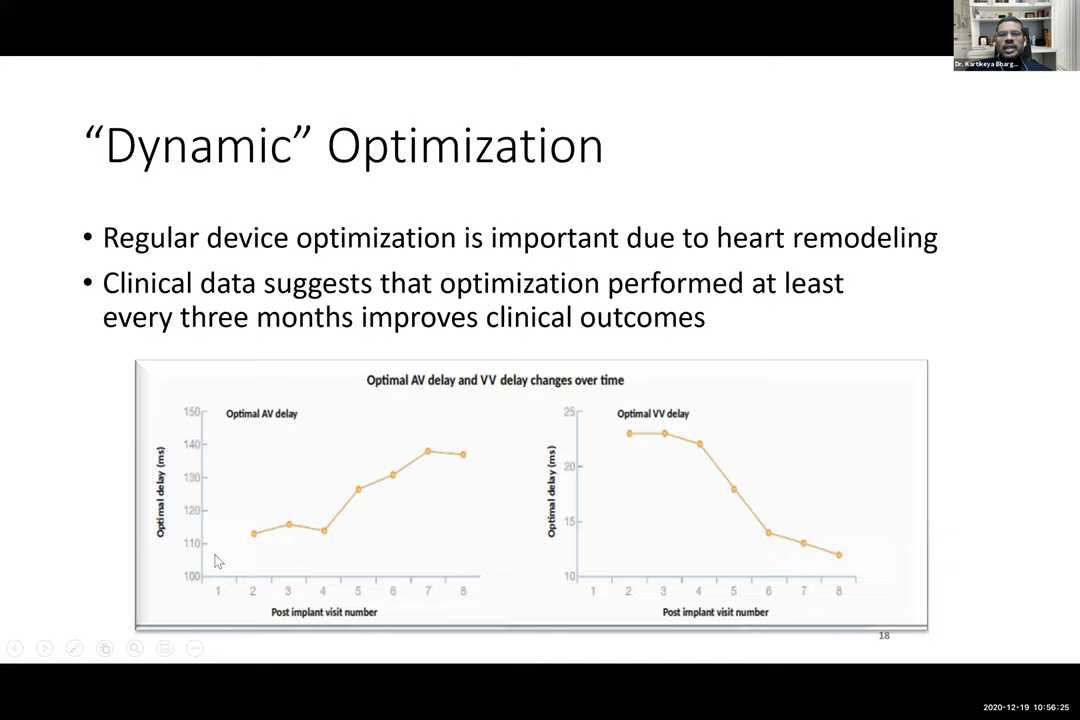 Dr. Kartikeya Bharg...
“Dynamic” Optimization
• Regular device optimization is important due to heart remodeling
• Clinical data suggests that optimization performed at least
every three months improves clinical outcomes
Optimal AV delay and VV delay changes over time
Optimal AV delay
Optimal delay (ms)
150
140
130
120
110
100
1 2 3 4 5 6 7 8
Post implant visit number
Optimal VV delay
Optimal delay (ms)
25
20
15
10
1 2 3 4 5 6 7 8
Post implant visit number
18
2020-12-19 10:56:25